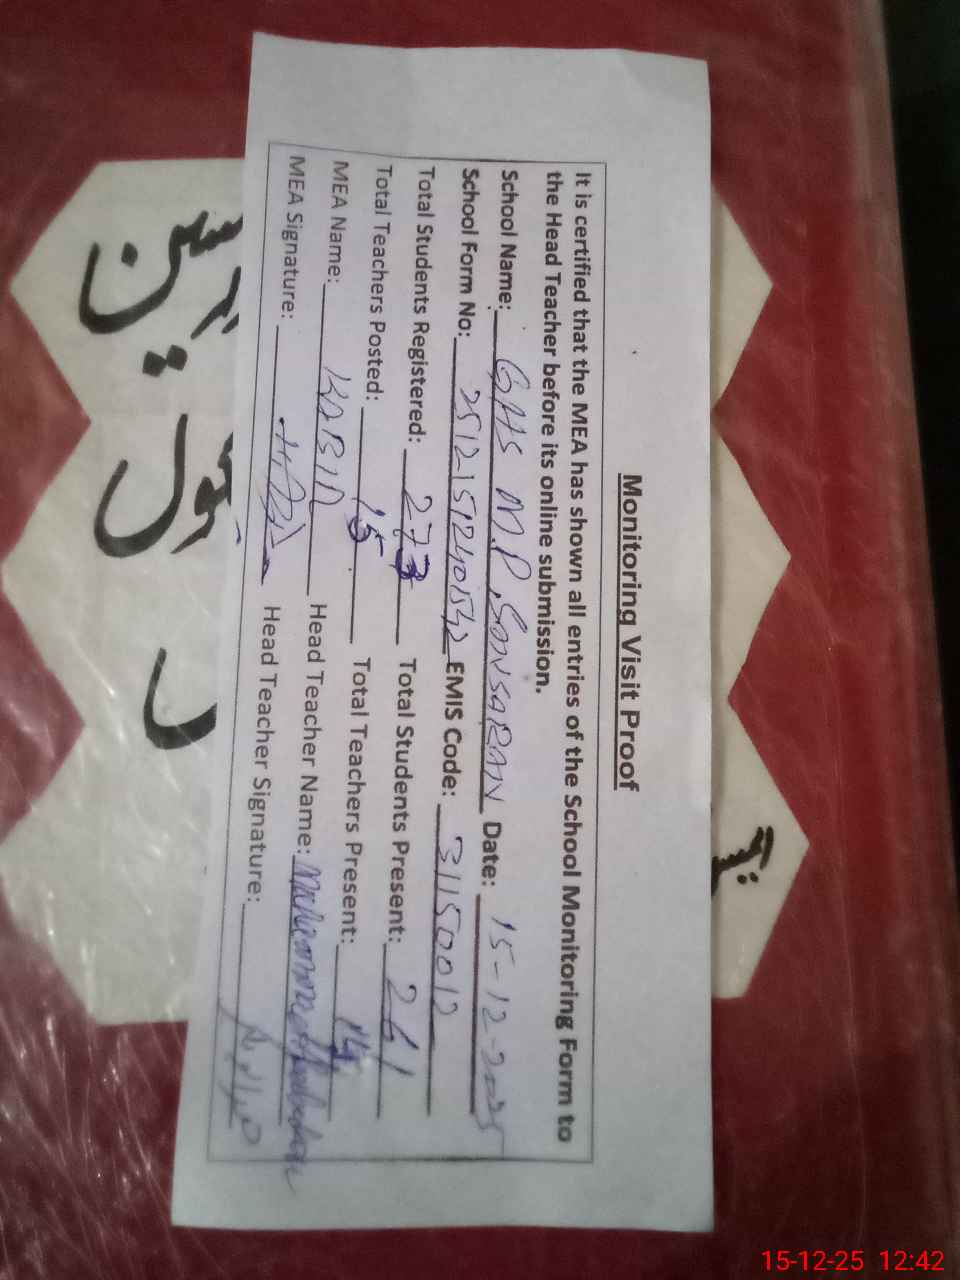 Monitoring Visit Proof
It is certified that the MEA has shown all entries of the School Monitoring Form to
the Head Teacher before its online submission.
School Name: GHS M.P, SANSARAN Date: 15-12-2025
School Form No: EMIS Code: 31150012
Total Students Registered: 273 Total Students Present: 261
Total Teachers Posted: 15 Total Teachers Present: 14
MEA Name: KABIR Head Teacher Name: Muhammad
MEA Signature: Head Teacher Signature:
15-12-25 12:42